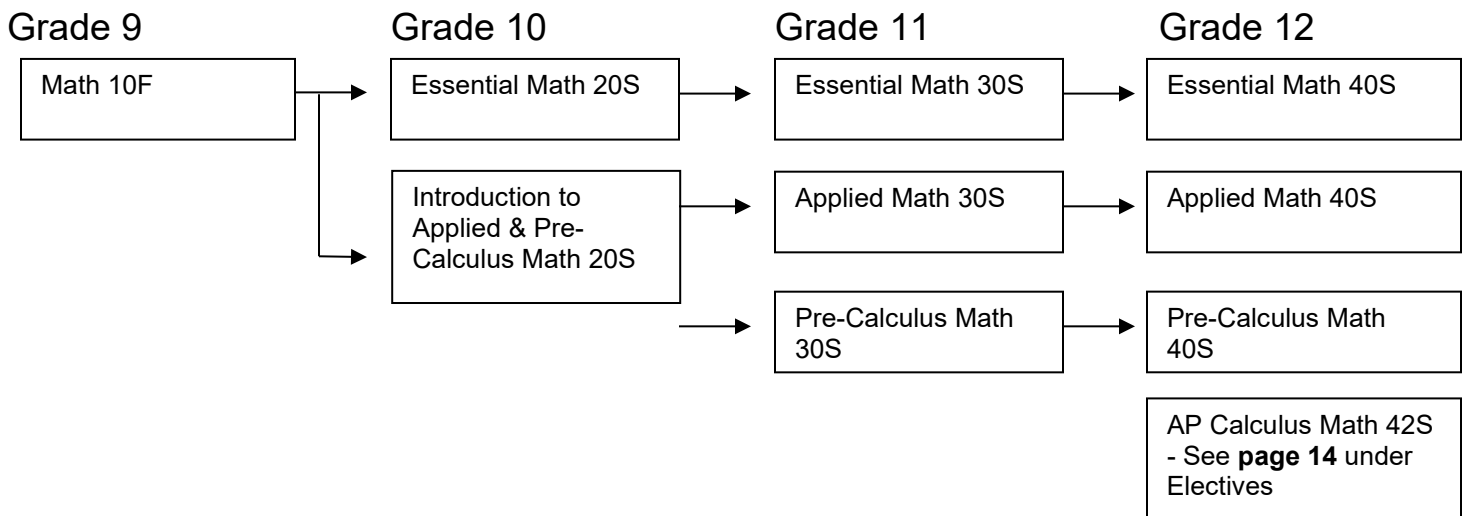 Grade 9
Grade 10
Grade 11
Grade 12
Math 10F
Essential Math 20S
Essential Math 30S
Essential Math 40S
Introduction to
Applied & Pre-
Calculus Math 20S
Applied Math 30S
Applied Math 40S
Pre-Calculus Math
30S
Pre-Calculus Math
40S
AP Calculus Math 42S
- See page 14 under
Electives